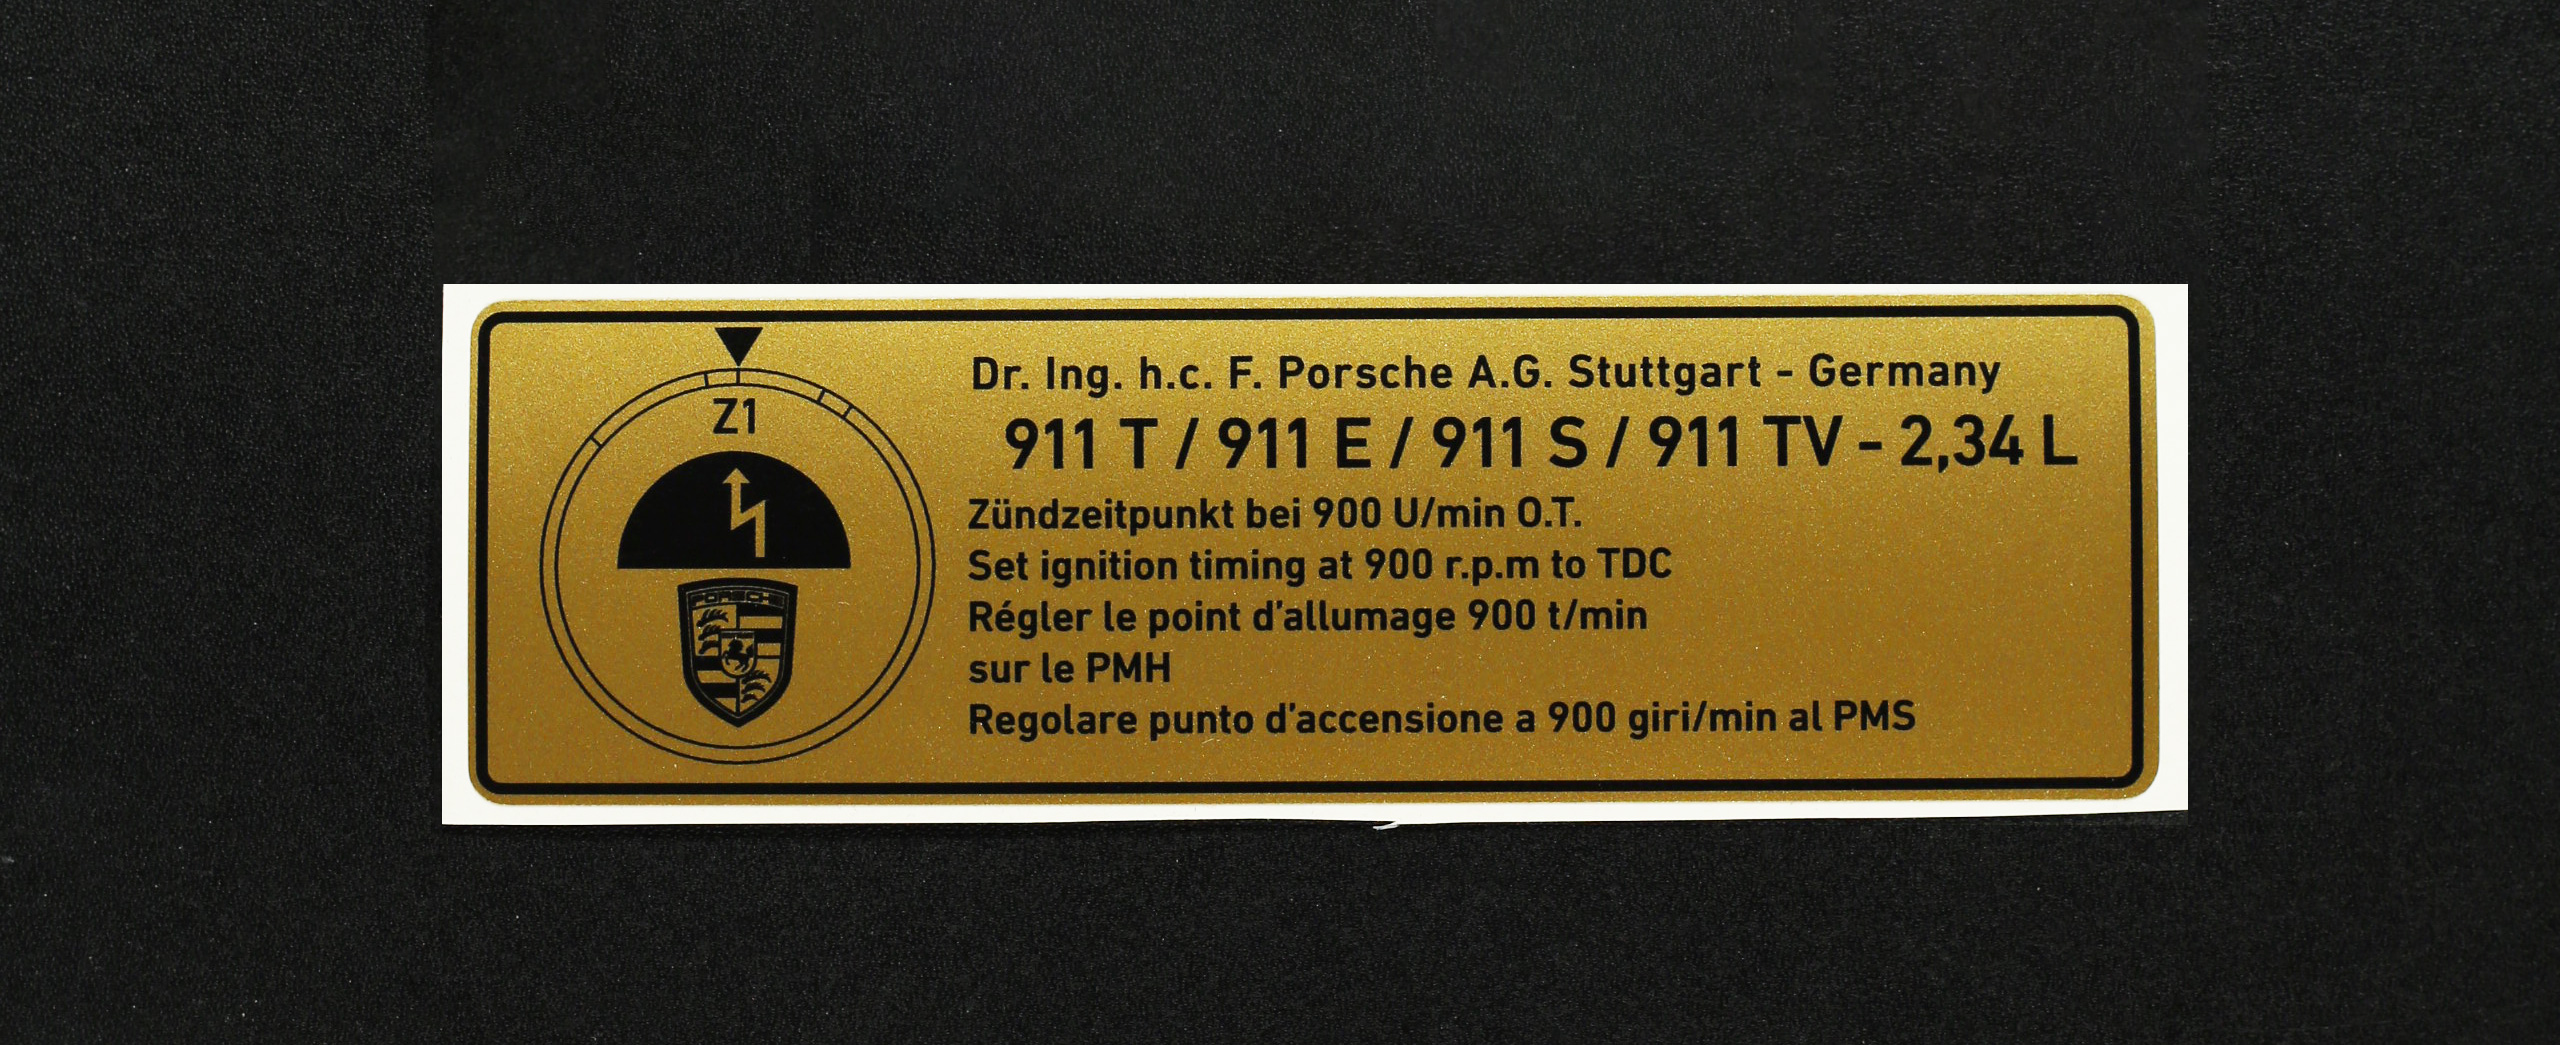 Z1
PORSCHE
Dr. Ing. h.c. F. Porsche A.G. Stuttgart - Germany
911 T / 911 E / 911 S / 911 TV - 2,34 L
Zündzeitpunkt bei 900 U/min O.T.
Set ignition timing at 900 r.p.m to TDC
Régler le point d'allumage 900 t/min
sur le PMH
Regolare punto d'accensione a 900 giri/min al PMS